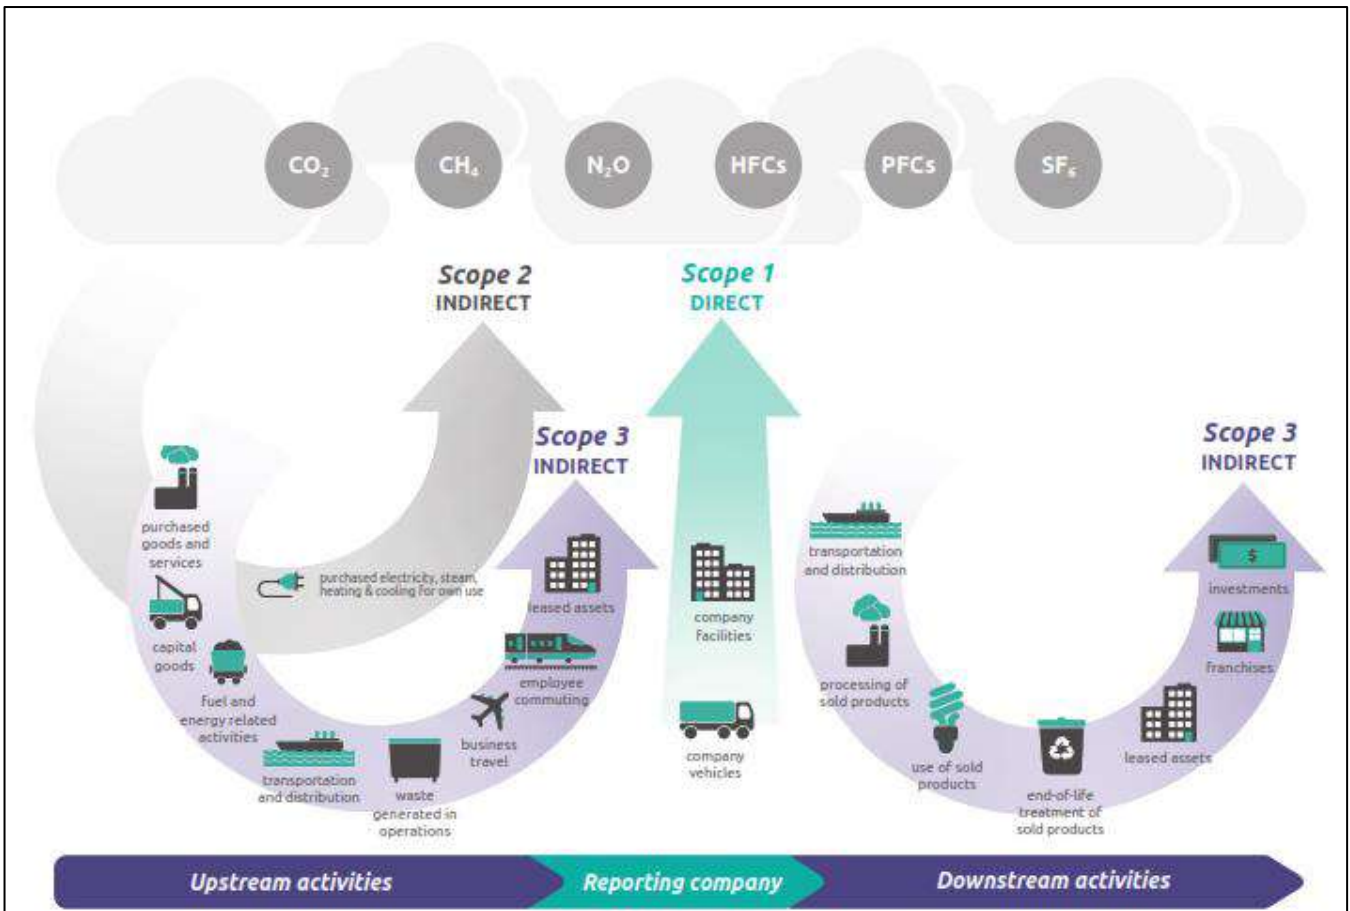 CO₂
CH₄
N₂O
HFCs
PFCs
SF₆
Scope 2
INDIRECT
Scope 1
DIRECT
Scope 3
INDIRECT
Scope 3
INDIRECT
purchased
goods and
services
capital
goods
fuel and
energy related
activities
purchased electricity, steam,
heating & cooling for own use
transportation
and distribution
waste
generated in
operations
business
travel
employee
commuting
leased assets
company
facilities
company
vehicles
transportation
and distribution
processing of
sold products
use of sold
products
end-of-life
treatment of
sold products
leased assets
franchises
investments
$
Upstream activities
Reporting company
Downstream activities